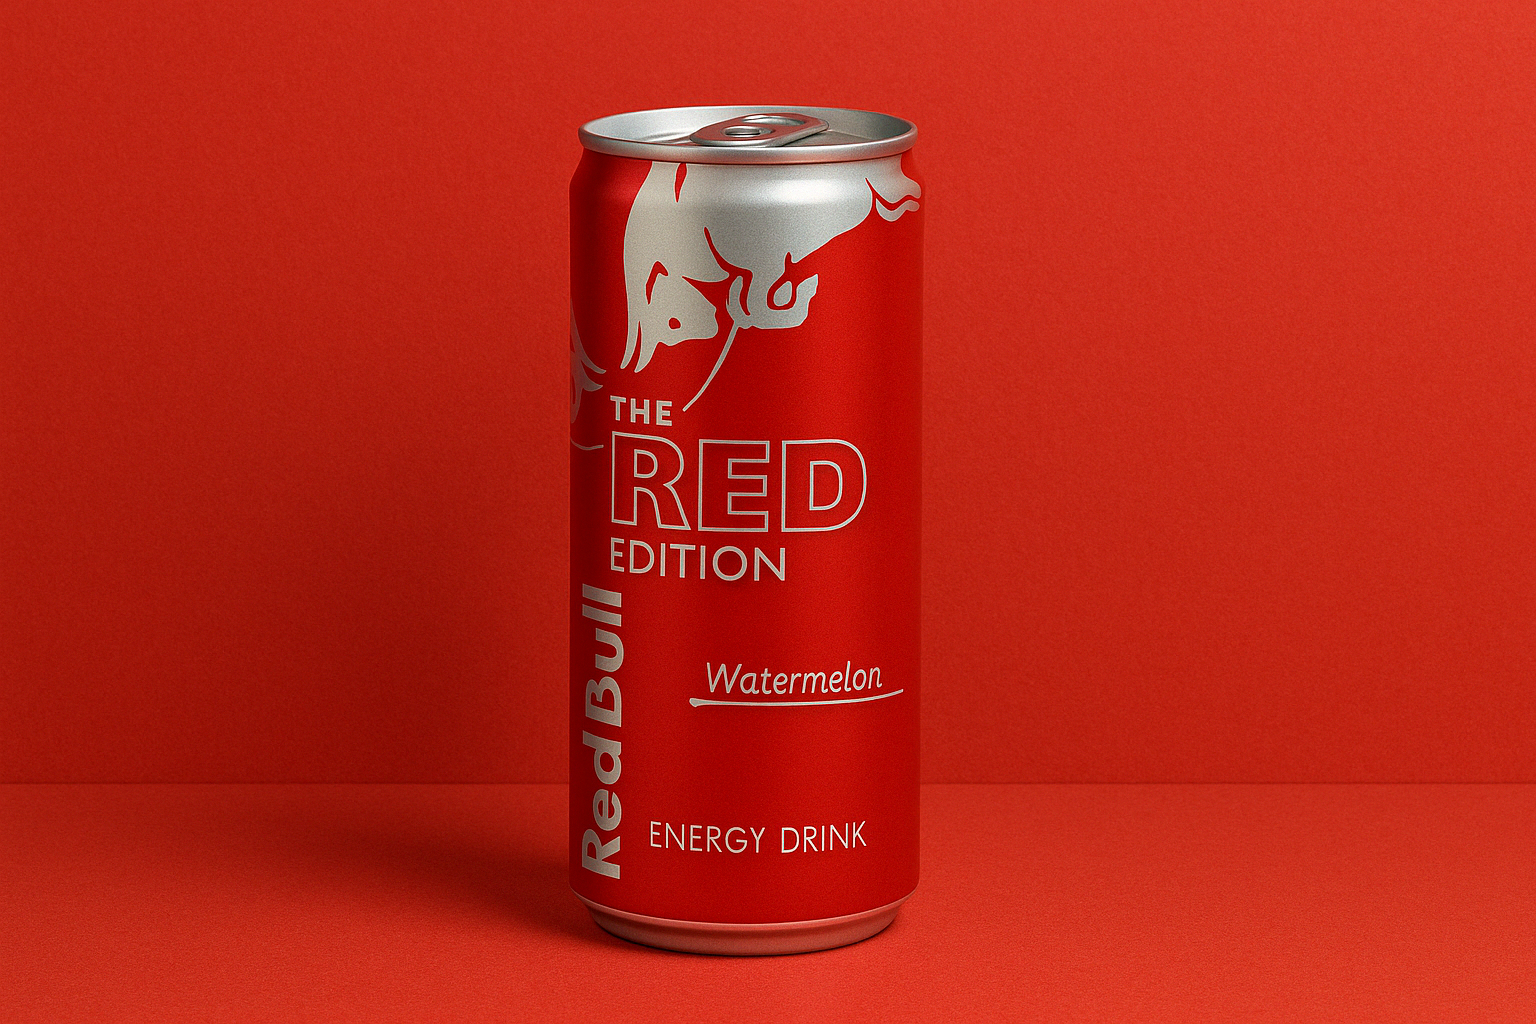 THE
RED
EDITION
Red Bull
Watermelon
ENERGY DRINK